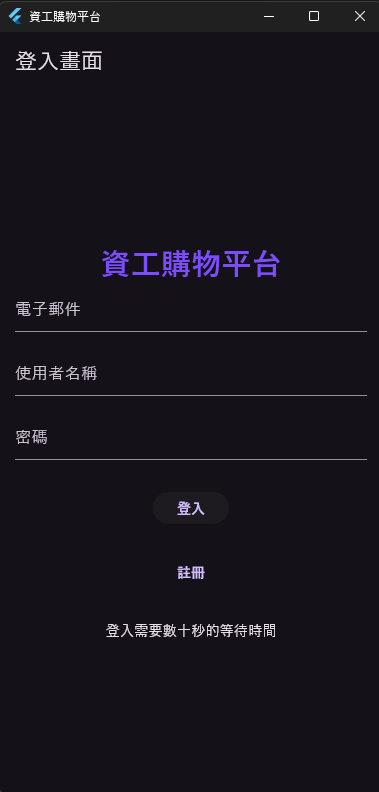 資工購物平台
登入畫面
資工購物平台
電子郵件
使用者名稱
密碼
登入
註冊
登入需要數十秒的等待時間